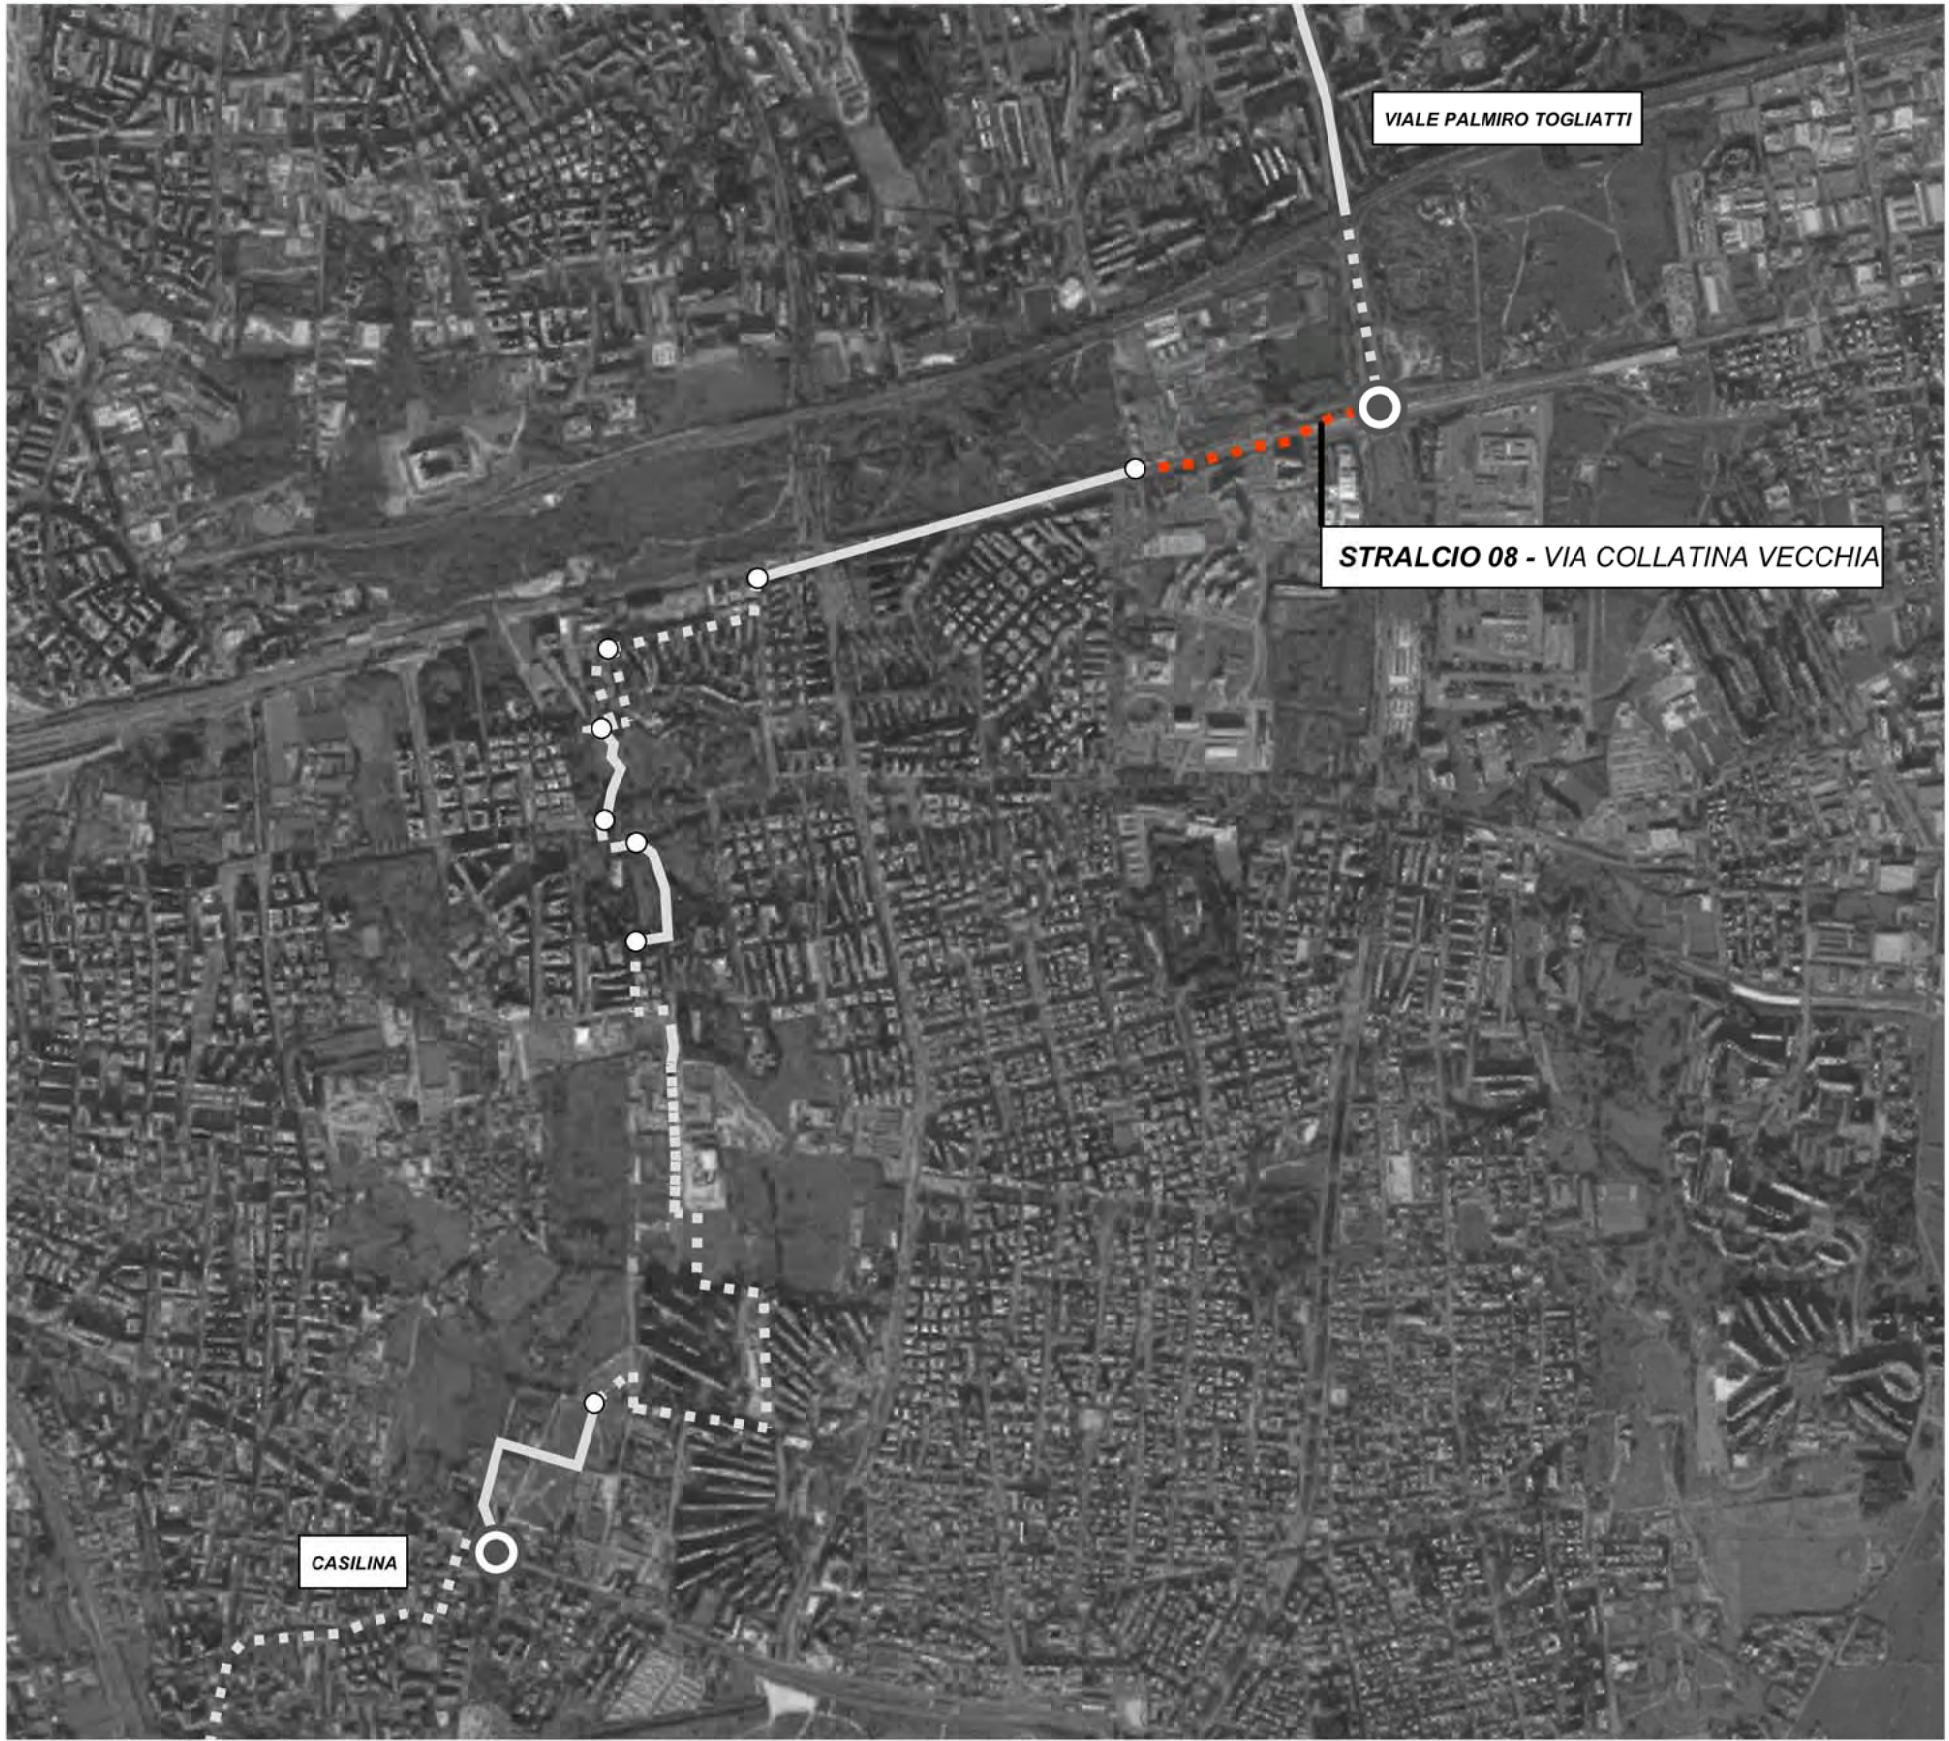 VIALE PALMIRO TOGLIATTI
STRALCIO 08 - VIA COLLATINA VECCHIA
CASILINA